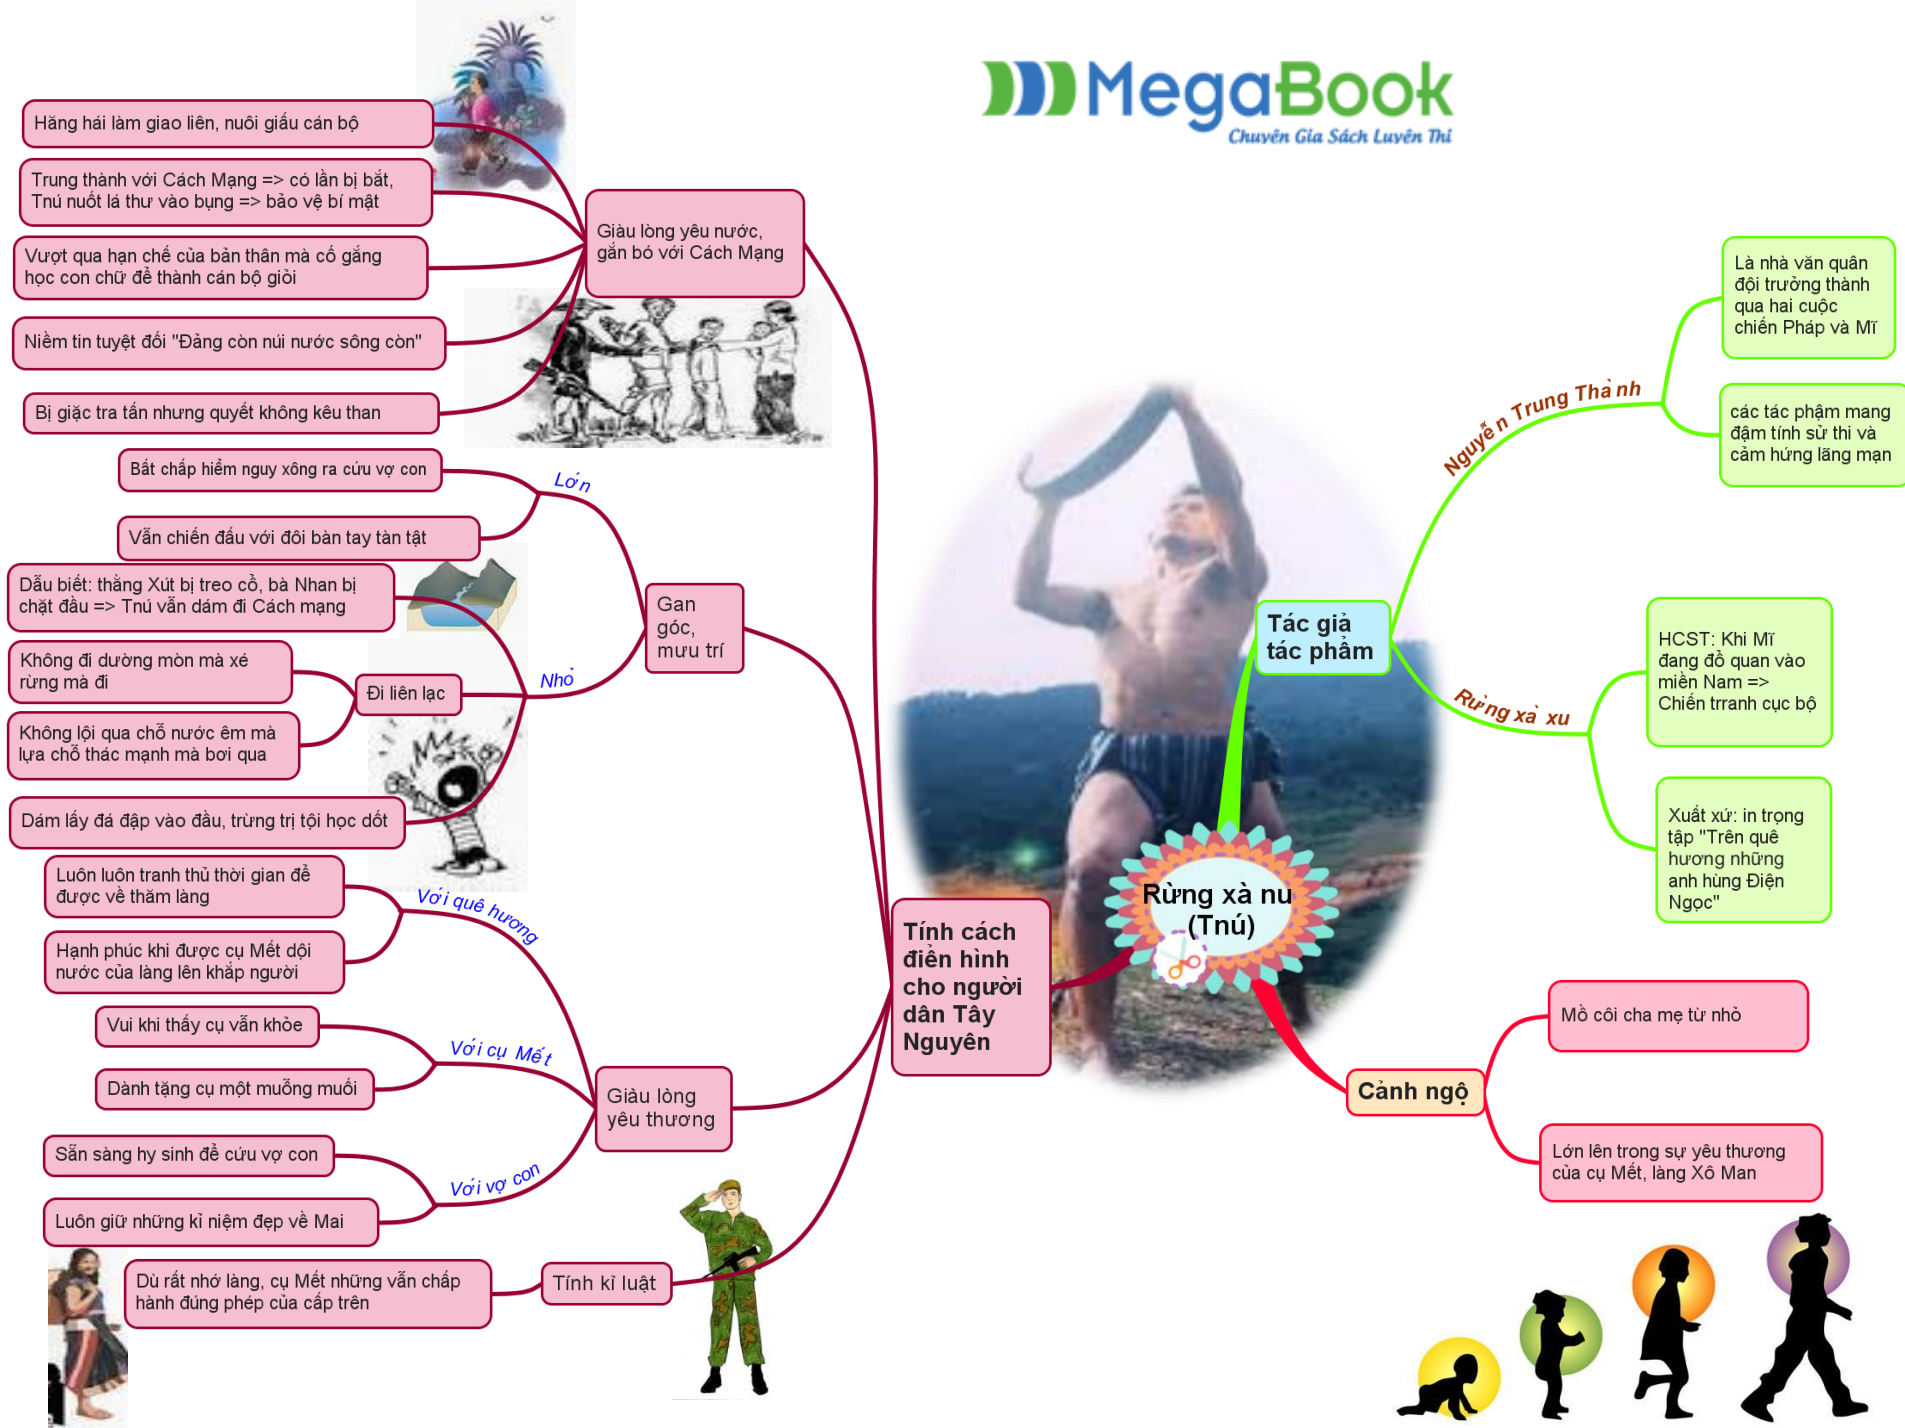 MegaBook
Chuyên Gia Sách Luyện Thi
Hăng hái làm giao liên, nuôi giấu cán bộ
Trung thành với Cách Mạng => có lần bị bắt,
Tnú nuốt lá thư vào bụng => bảo vệ bí mật
Vượt qua hạn chế của bản thân mà cố gắng
học con chữ để thành cán bộ giỏi
Niềm tin tuyệt đối "Đảng còn núi nước sông còn"
Bị giặc tra tấn nhưng quyết không kêu than
Giàu lòng yêu nước,
gắn bó với Cách Mạng
Bất chấp hiểm nguy xông ra cứu vợ con
Vẫn chiến đấu với đôi bàn tay tàn tật
Lớn
Dẫu biết: thằng Xút bị treo cổ, bà Nhan bị
chặt đầu => Tnú vẫn dám đi Cách mạng
Không đi dường mòn mà xé
rừng mà đi
Không lội qua chỗ nước êm mà
lựa chỗ thác mạnh mà bơi qua
Đi liên lạc
Dám lấy đá đập vào đầu, trừng trị tội học dốt
Nhỏ
Gan
góc,
mưu trí
Luôn luôn tranh thủ thời gian để
được về thăm làng
Hạnh phúc khi được cụ Mết dội
nước của làng lên khắp người
Với quê hương
Vui khi thấy cụ vẫn khỏe
Dành tặng cụ một muỗng muối
Với cụ Mết
Sẵn sàng hy sinh để cứu vợ con
Luôn giữ những kỉ niệm đẹp về Mai
Với vợ con
Giàu lòng
yêu thương
Dù rất nhớ làng, cụ Mết những vẫn chấp
hành đúng phép của cấp trên
Tính kỉ luật
Tính cách
điển hình
cho người
dân Tây
Nguyên
Rừng xà nu
(Tnú)
Tác giả
tác phẩm
Nguyễn Trung Thành
Là nhà văn quân
đội trưởng thành
qua hai cuộc
chiến Pháp và Mĩ
các tác phậm mang
đậm tính sử thi và
cảm hứng lãng mạn
Rừng xà xu
HCST: Khi Mĩ
đang đổ quan vào
miền Nam =>
Chiến trranh cục bộ
Xuất xứ: in trọng
tập "Trên quê
hương những
anh hùng Điện
Ngọc"
Cảnh ngộ
Mồ côi cha mẹ từ nhỏ
Lớn lên trong sự yêu thương
của cụ Mết, làng Xô Man